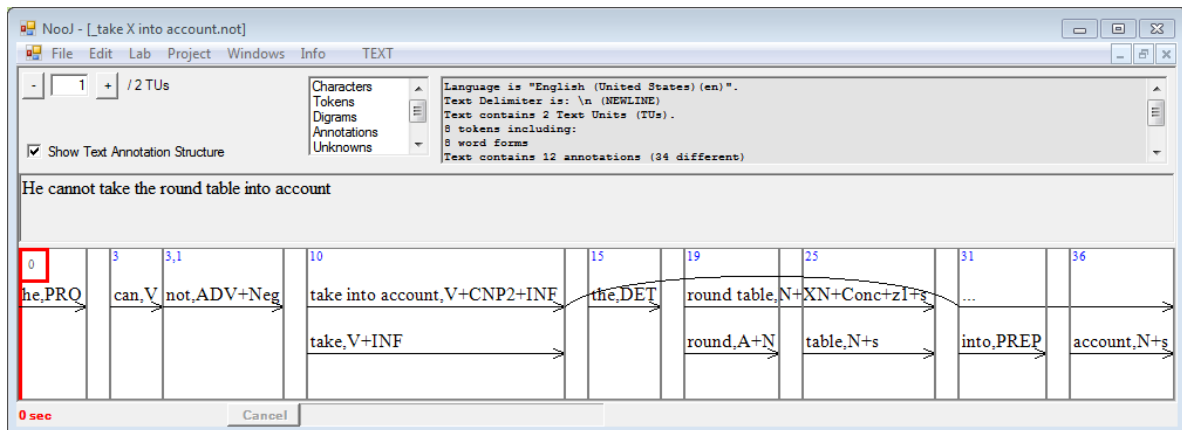 NooJ - [_take X into account.not]
File Edit Lab Project Windows Info TEXT
- 1 + / 2 TUs
Characters
Tokens
Digrams
Annotations
Unknowns
Show Text Annotation Structure
Language is "English (United States)(en)".
Text Delimiter is: \n (NEWLINE)
Text contains 2 Text Units (TUs).
8 tokens including:
8 word forms
Text contains 12 annotations (34 different)
He cannot take the round table into account
0 3 3,1 10 15 19 25 31 36
he,PRO can,V not,ADV+Neg take into account,V+CNP2+INF the,DET round table,N+XN+Conc+z1+s ...
take,V+INF round,A+N table,N+s into,PREP account,N+s
0 sec Cancel